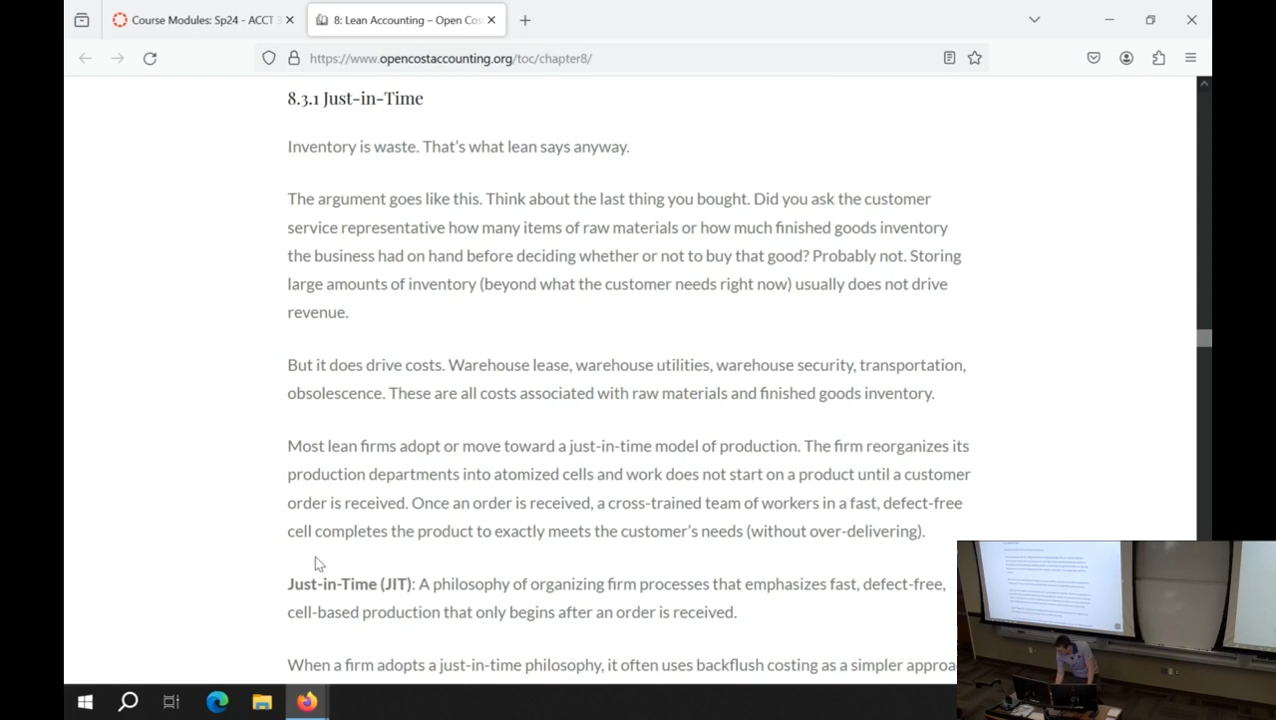 Course Modules: Sp24 - ACCT 3
8: Lean Accounting – Open Cos
https://www.opencostaccounting.org/toc/chapter8/
8.3.1 Just-in-Time
Inventory is waste. That's what lean says anyway.
The argument goes like this. Think about the last thing you bought. Did you ask the customer
service representative how many items of raw materials or how much finished goods inventory
the business had on hand before deciding whether or not to buy that good? Probably not. Storing
large amounts of inventory (beyond what the customer needs right now) usually does not drive
revenue.
But it does drive costs. Warehouse lease, warehouse utilities, warehouse security, transportation,
obsolescence. These are all costs associated with raw materials and finished goods inventory.
Most lean firms adopt or move toward a just-in-time model of production. The firm reorganizes its
production departments into atomized cells and work does not start on a product until a customer
order is received. Once an order is received, a cross-trained team of workers in a fast, defect-free
cell completes the product to exactly meets the customer's needs (without over-delivering).
Just-in-Time (JIT): A philosophy of organizing firm processes that emphasizes fast, defect-free,
cell-based production that only begins after an order is received.
When a firm adopts a just-in-time philosophy, it often uses backflush costing as a simpler approa